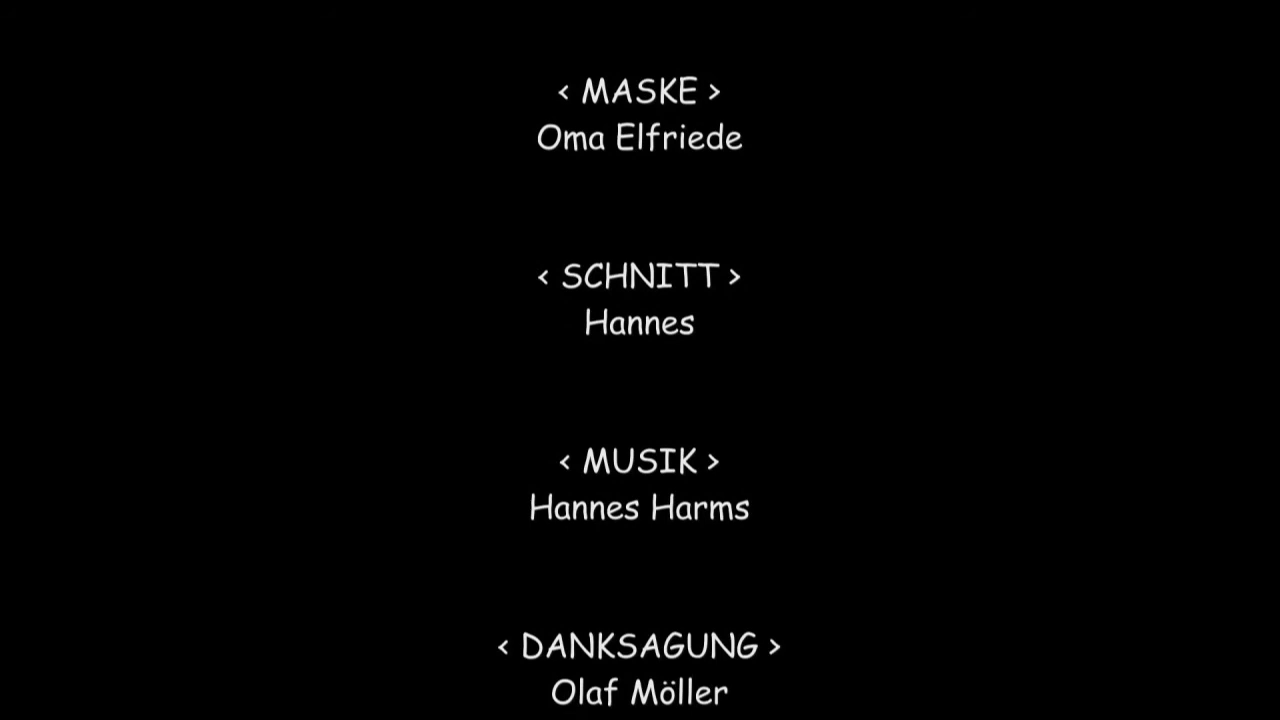 < MASKE >
Oma Elfriede
< SCHNITT >
Hannes
< MUSIK >
Hannes Harms
< DANKSAGUNG >
Olaf Möller